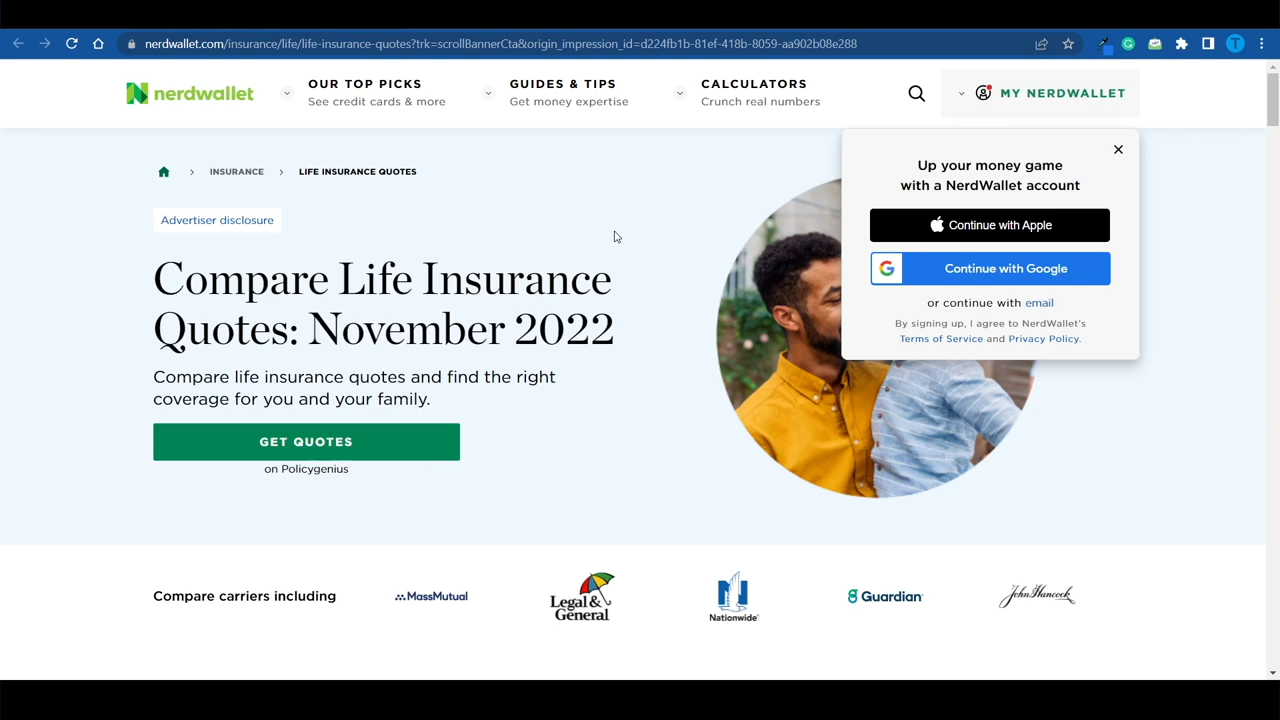 nerdwallet.com/insurance/life/life-insurance-quotes?trk=scrollBannerCta&origin_impression_id=d224fb1b-81ef-418b-8059-aa902b08e288
T
nerdwallet
OUR TOP PICKS
See credit cards & more
GUIDES & TIPS
Get money expertise
CALCULATORS
Crunch real numbers
MY NERDWALLET
INSURANCE
LIFE INSURANCE QUOTES
Advertiser disclosure
Compare Life Insurance
Quotes: November 2022
Compare life insurance quotes and find the right
coverage for you and your family.
GET QUOTES
on Policygenius
Up your money game
with a NerdWallet account
Continue with Apple
G
Continue with Google
or continue with email
By signing up, I agree to NerdWallet's
Terms of Service and Privacy Policy.
Compare carriers including
MassMutual
Legal &
General
Nationwide®
Guardian®
John Hancock